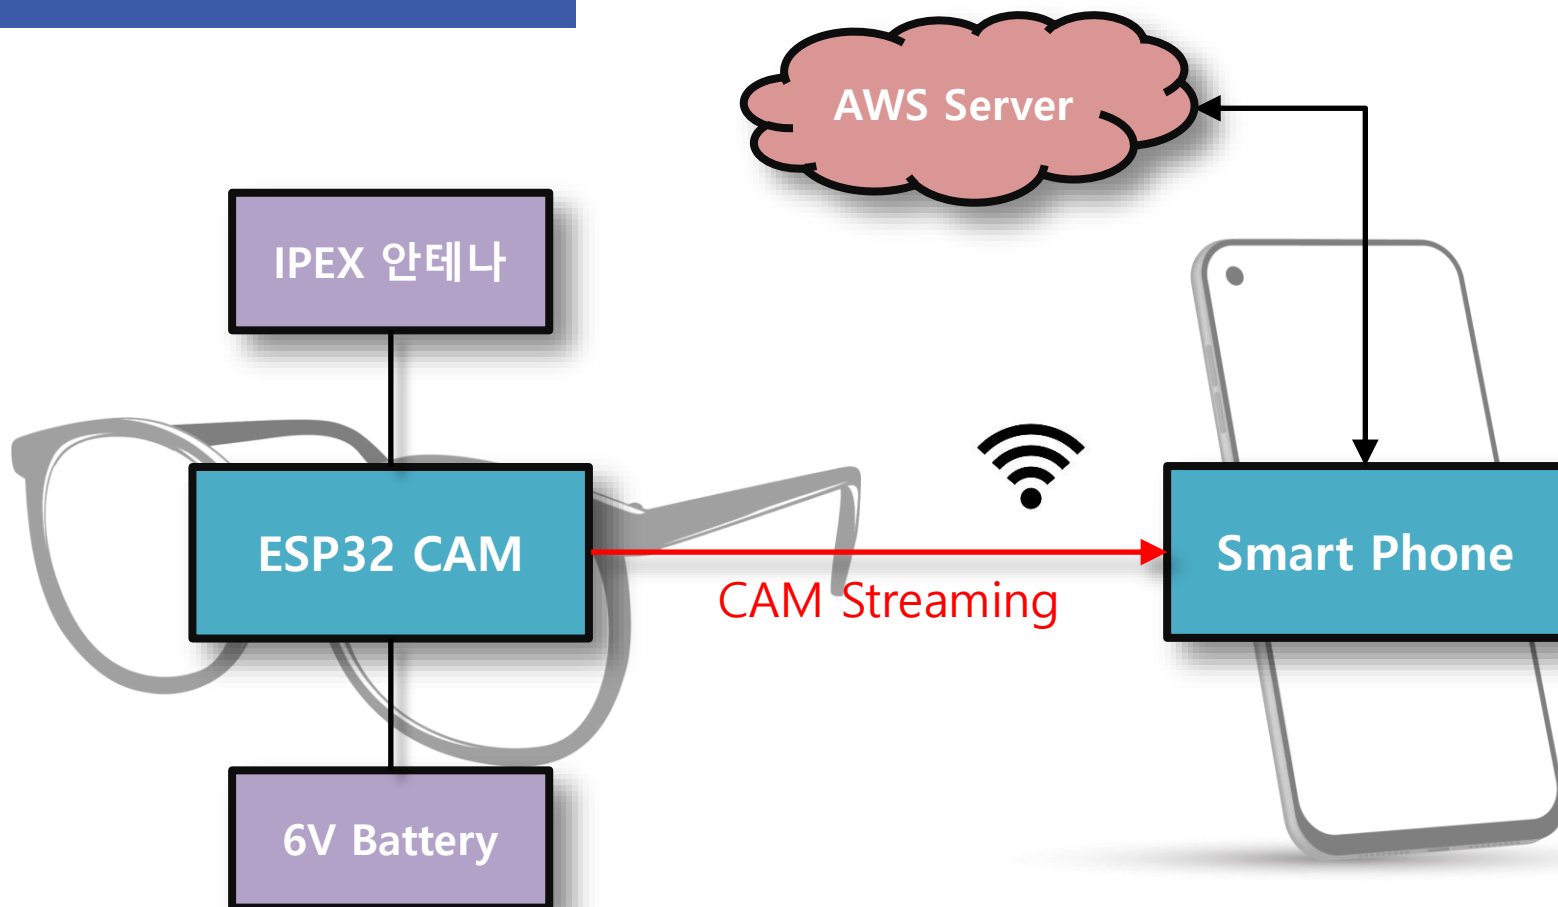 AWS Server
IPEX 안테나
ESP32 CAM
Smart Phone
CAM Streaming
6V Battery